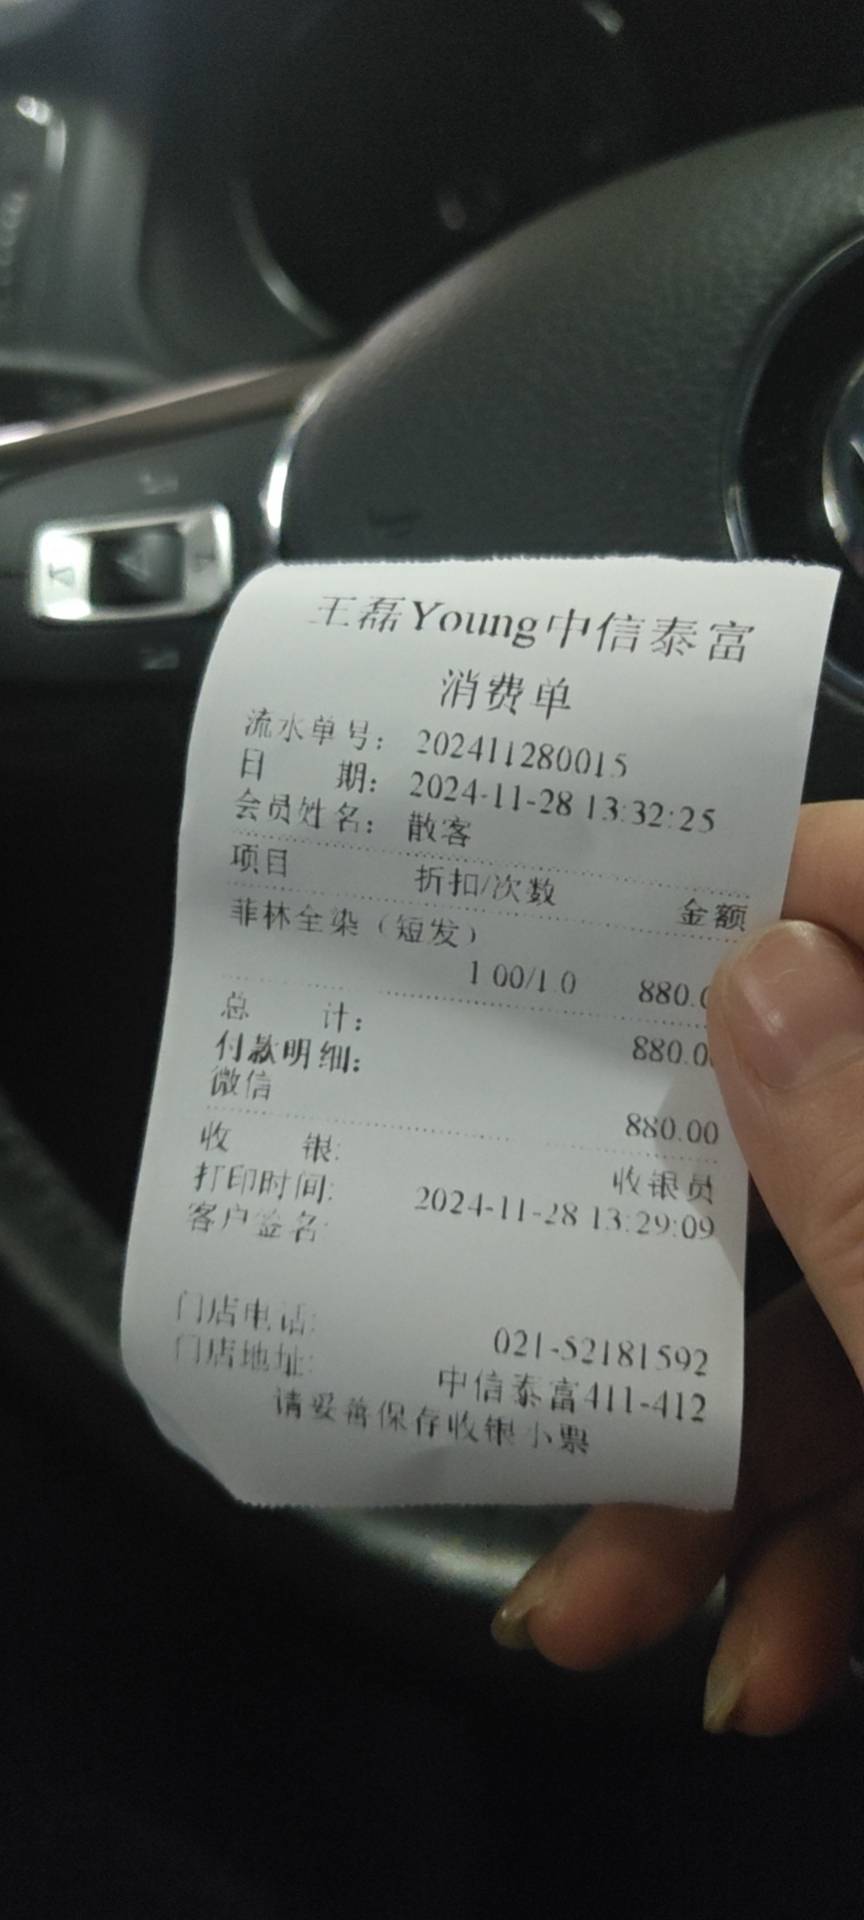 王磊Young中信泰富
消费单
流水单号： 202411280015
日 期： 2024-11-28 13:32:25
会员姓名： 散客
项目 折扣/次数 金额
菲林全染（短发）
1.00/1.0 880.0
总 计： 880.0
付款明细：
微信 880.00
收 银: 收银员
打印时间: 2024-11-28 13:29:09
客户签名:
门店电话: 021-52181592
门店地址: 中信泰富411-412
请妥善保存收银小票